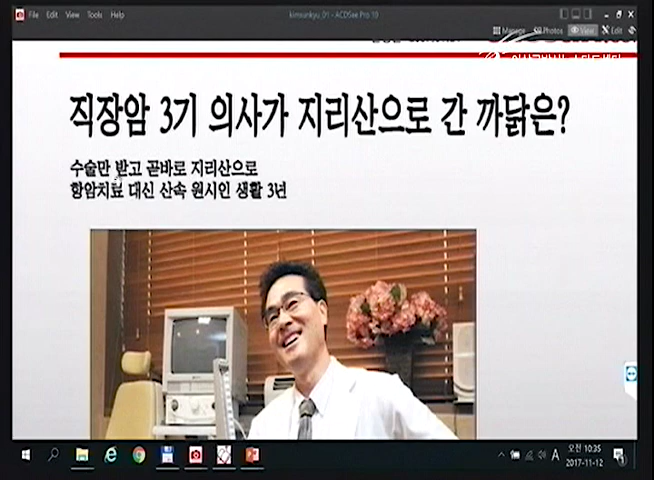 File Edit View Tools Help
kimsunkyu_01 - ACDSee Pro 10
Manage Photos View Edit
직장암 3기 의사가 지리산으로 간 까닭은?
수술만 받고 곧바로 지리산으로
항암치료 대신 산속 원시인 생활 3년
A
오전 10:35
2017-11-12